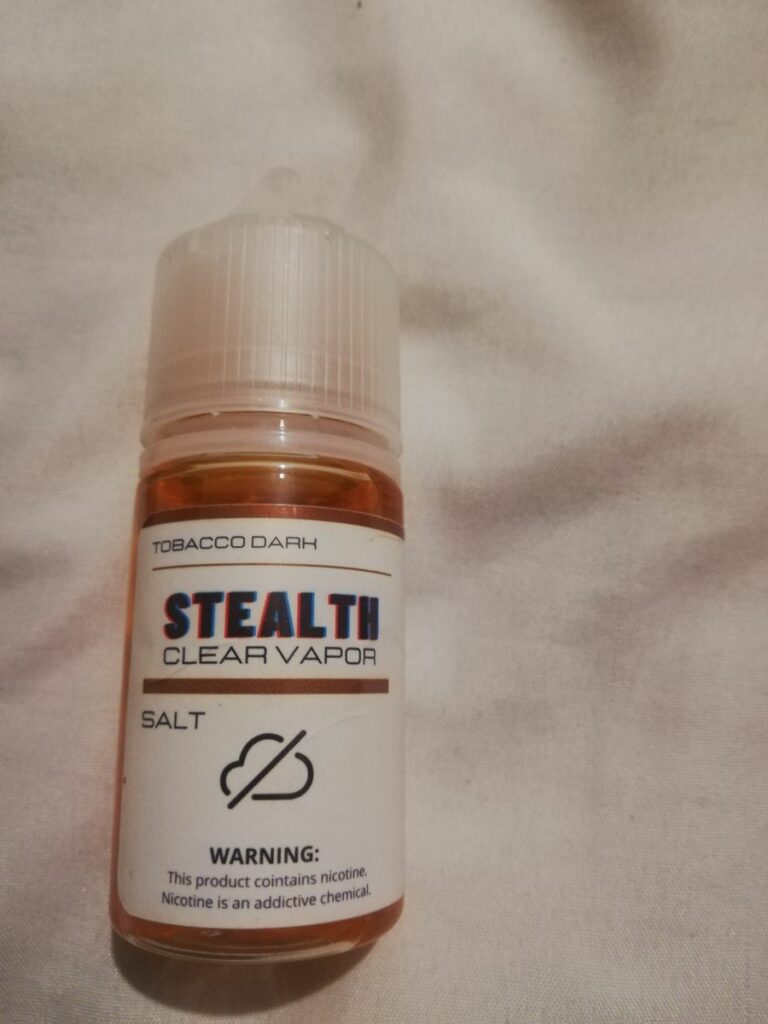 TOBACCO DARK
STEALTH
CLEAR VAPOR
SALT
WARNING:
This product cointains nicotine.
Nicotine is an addictive chemical.